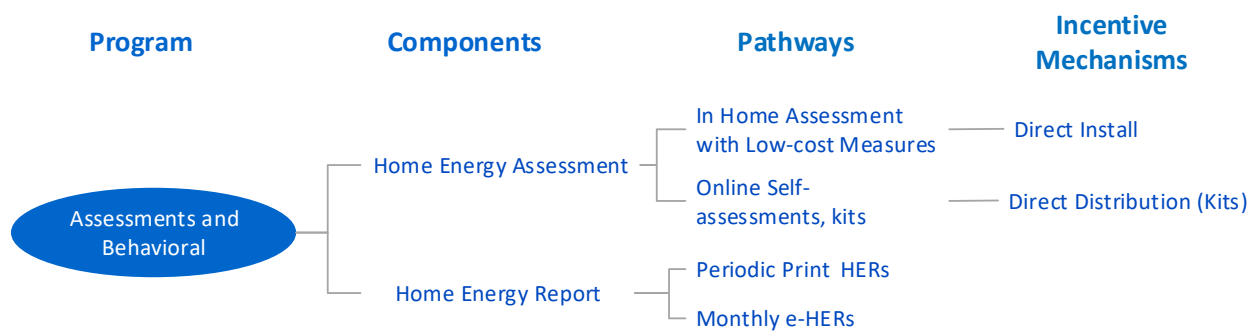 Program
Components
Pathways
Incentive
Mechanisms
Assessments and
Behavioral
Home Energy Assessment
In Home Assessment
with Low-cost Measures
Direct Install
Online Self-
assessments, kits
Direct Distribution (Kits)
Home Energy Report
Periodic Print HERs
Monthly e-HERs